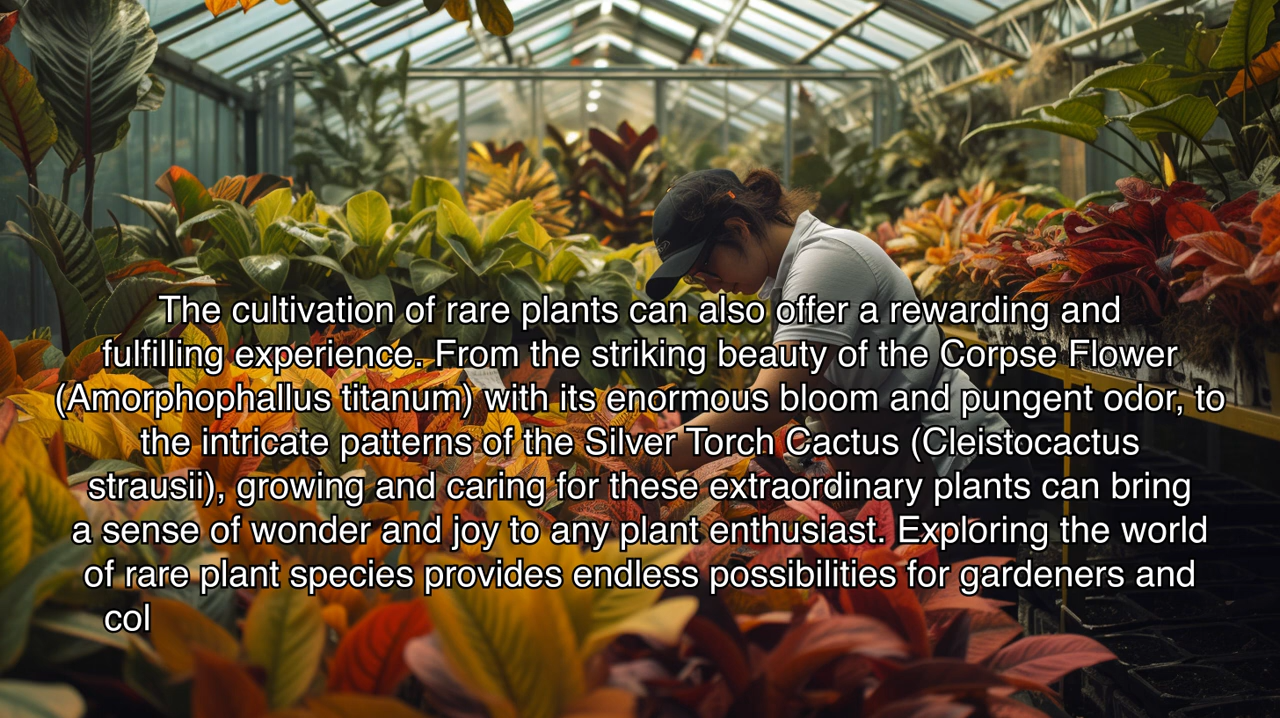 The cultivation of rare plants can also offer a rewarding and
fulfilling experience. From the striking beauty of the Corpse Flower
(Amorphophallus titanum) with its enormous bloom and pungent odor, to
the intricate patterns of the Silver Torch Cactus (Cleistocactus
strausii), growing and caring for these extraordinary plants can bring
a sense of wonder and joy to any plant enthusiast. Exploring the world
of rare plant species provides endless possibilities for gardeners and
col